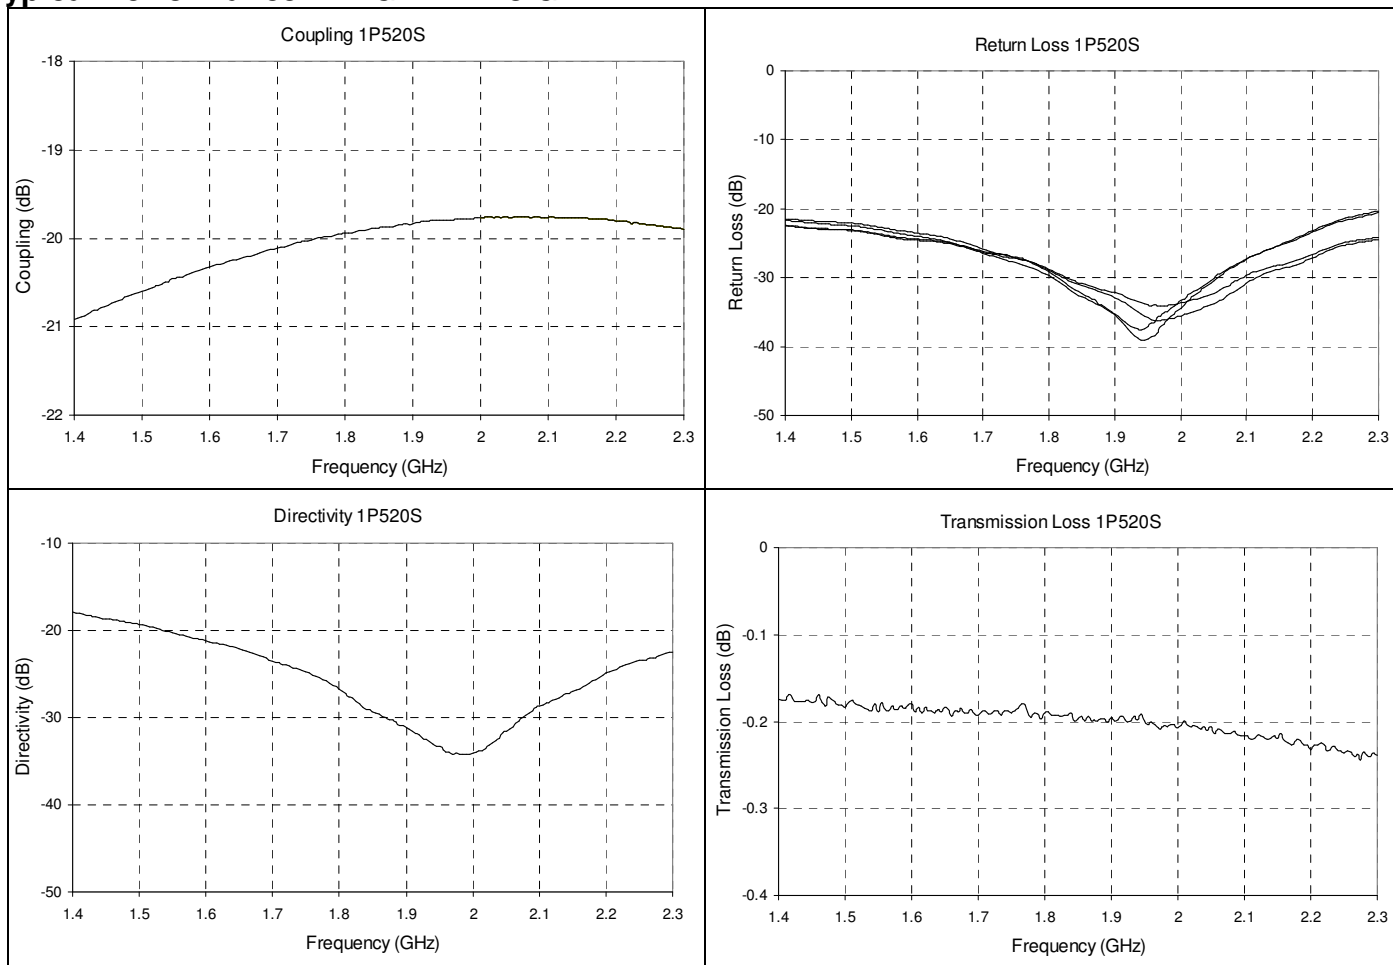 Coupling 1P520S
-18
-19
-20
-21
-22
Coupling (dB)
1.4 1.5 1.6 1.7 1.8 1.9 2 2.1 2.2 2.3
Frequency (GHz)
Return Loss 1P520S
0
-10
-20
-30
-40
-50
Return Loss (dB)
1.4 1.5 1.6 1.7 1.8 1.9 2 2.1 2.2 2.3
Frequency (GHz)
Directivity 1P520S
-10
-20
-30
-40
-50
Directivity (dB)
1.4 1.5 1.6 1.7 1.8 1.9 2 2.1 2.2 2.3
Frequency (GHz)
Transmission Loss 1P520S
0
-0.1
-0.2
-0.3
-0.4
Transmission Loss (dB)
1.4 1.5 1.6 1.7 1.8 1.9 2 2.1 2.2 2.3
Frequency (GHz)